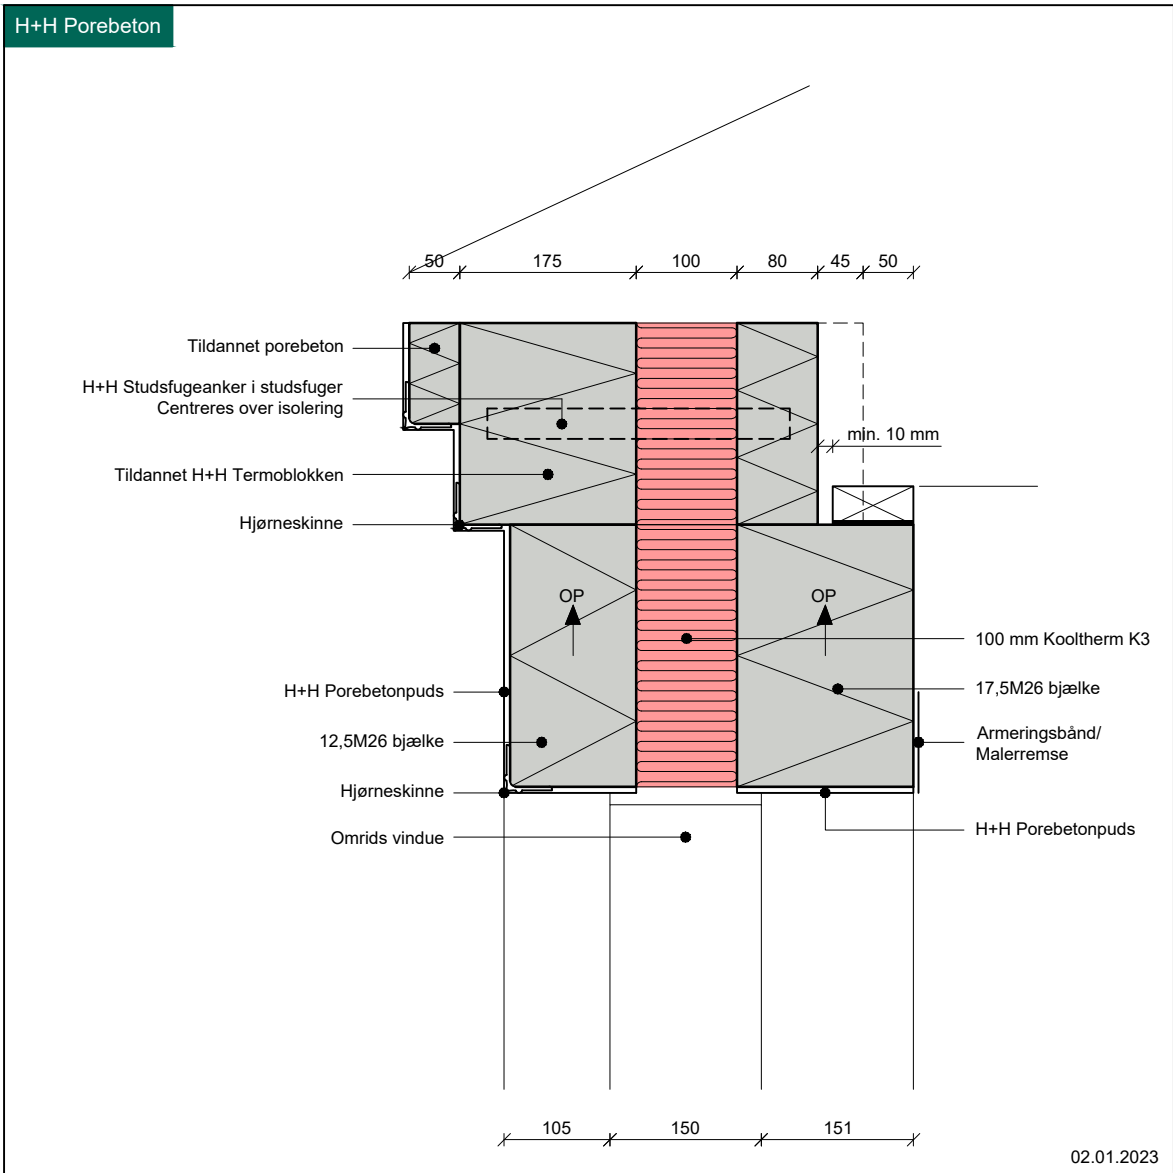 H+H Porebeton
50
175
100
80
45
50
Tildannet porebeton
H+H Studsfugeanker i studsfuger
Centreres over isolering
min. 10 mm
Tildannet H+H Termoblokken
Hjørneskinne
OP
OP
100 mm Kooltherm K3
H+H Porebetonpuds
17,5M26 bjælke
12,5M26 bjælke
Armeringsbånd/
Malerremse
Hjørneskinne
H+H Porebetonpuds
Omrids vindue
105
150
151
02.01.2023